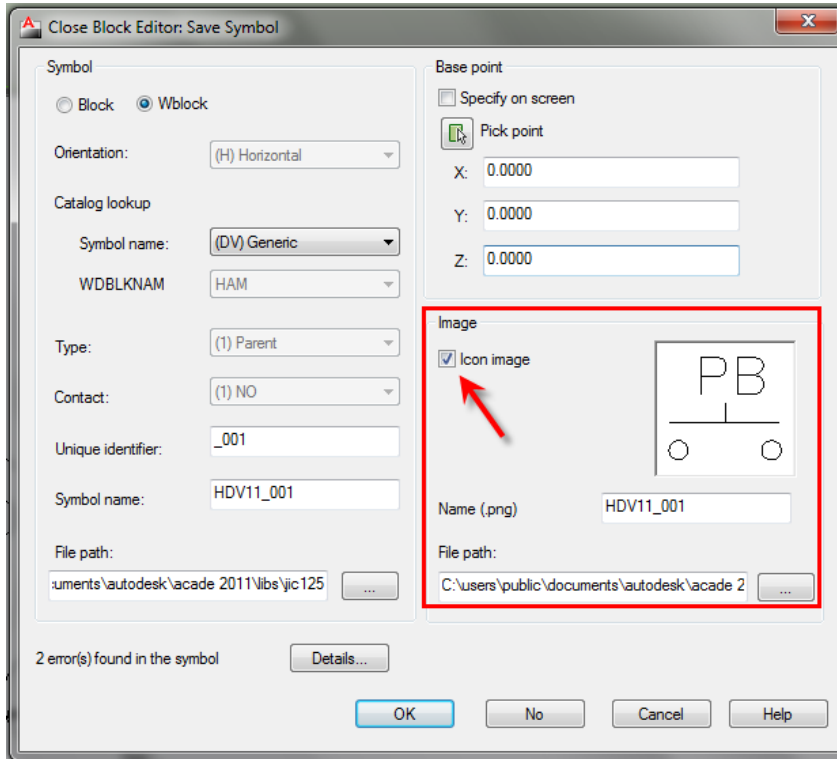 Close Block Editor: Save Symbol
Symbol
Block
Wblock
Orientation:
(H) Horizontal
Catalog lookup
Symbol name:
(DV) Generic
WDBLKNAM
HAM
Type:
(1) Parent
Contact:
(1) NO
Unique identifier:
_001
Symbol name:
HDV11_001
File path:
:uments\autodesk\acade 2011\libs\jic125
...
Base point
Specify on screen
Pick point
X:
0.0000
Y:
0.0000
Z:
0.0000
Image
Icon image
PB
Name (.png)
HDV11_001
File path:
C:\users\public\documents\autodesk\acade 2
...
2 error(s) found in the symbol
Details...
OK
No
Cancel
Help